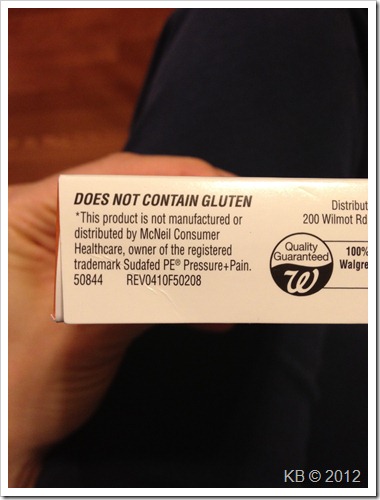 DOES NOT CONTAIN GLUTEN
*This product is not manufactured or
distributed by McNeil Consumer
Healthcare, owner of the registered
trademark Sudafed PE® Pressure+Pain.
50844 REV0410F50208
Distribut
200 Wilmot Rd
Quality
Guaranteed
W
100%
Walgre
KB © 2012